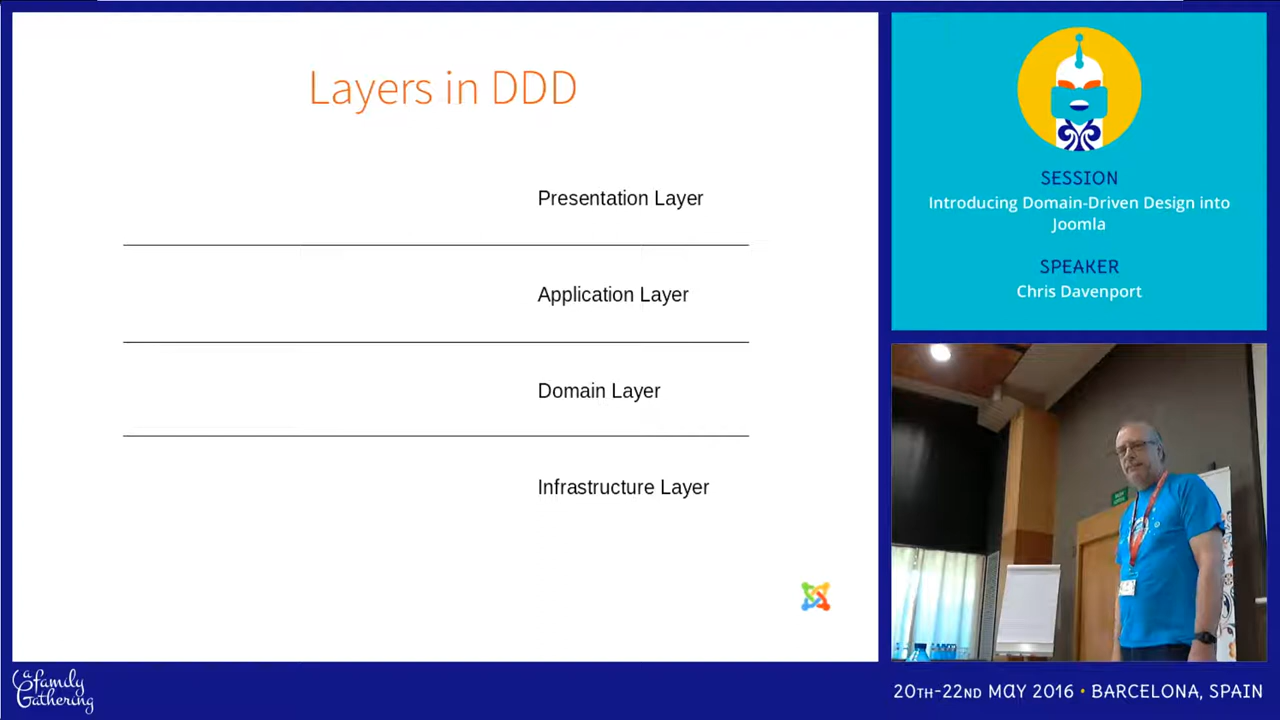 Layers in DDD
Presentation Layer
Application Layer
Domain Layer
Infrastructure Layer
SESSION
Introducing Domain-Driven Design into
Joomla
SPEAKER
Chris Davenport
a family
Gathering
20TH-22ND MAY 2016 • BARCELONA, SPAIN